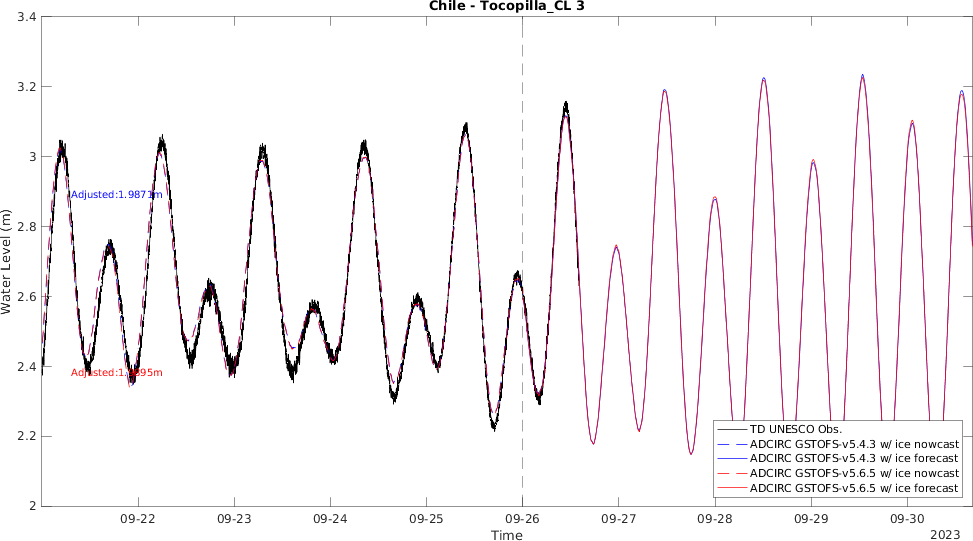 Chile - Tocopilla_CL 3
Water Level (m)
3.4
3.2
3
2.8
2.6
2.4
2.2
2
Adjusted:1.9871m
TD UNESCO Obs.
ADCIRC GSTOFS-v5.4.3 w/ ice nowcast
ADCIRC GSTOFS-v5.4.3 w/ ice forecast
ADCIRC GSTOFS-v5.6.5 w/ ice nowcast
ADCIRC GSTOFS-v5.6.5 w/ ice forecast
09-22 09-23 09-24 09-25 09-26 09-27 09-28 09-29 09-30
Time
2023